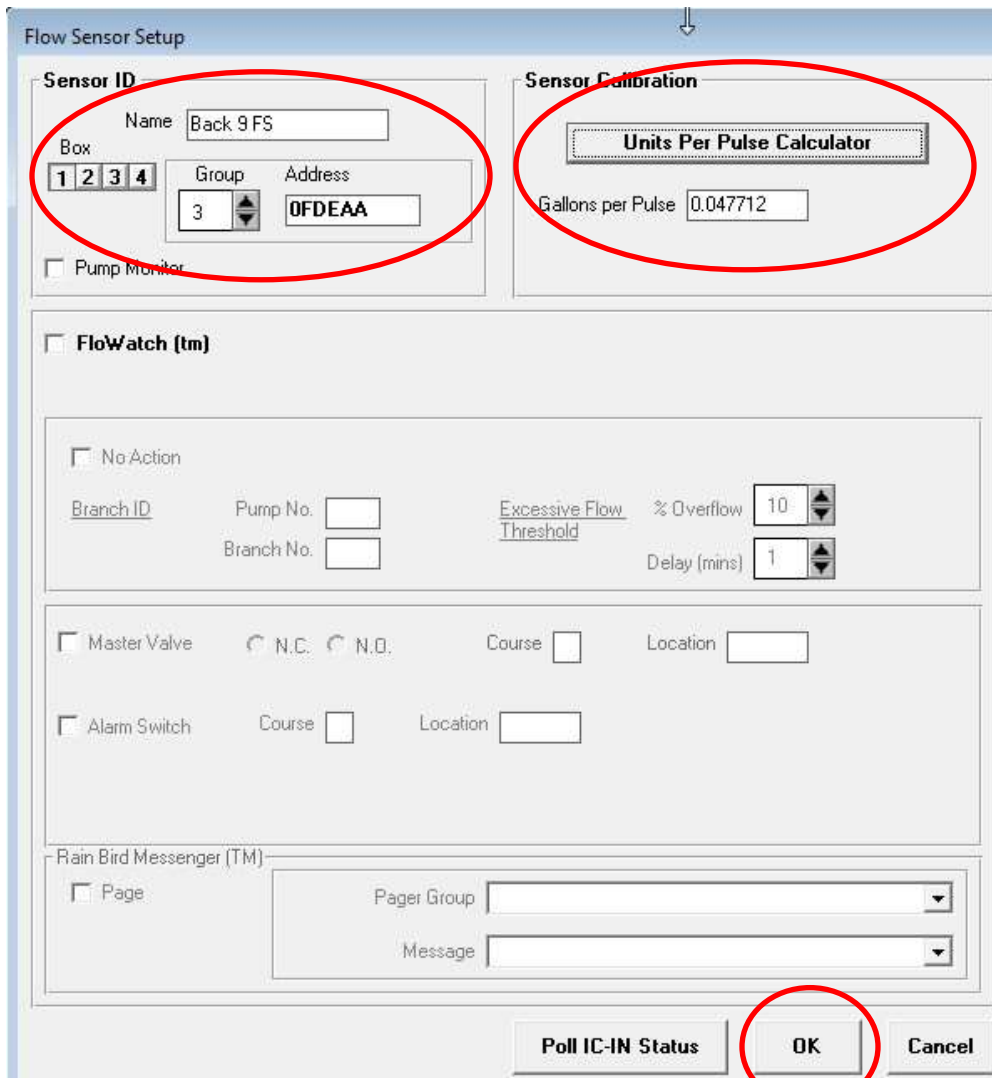 Flow Sensor Setup
Sensor ID
Name Back 9 FS
Box
1 2 3 4
Group Address
3 0FDEAA
Pump Monitor
Sensor Calibration
Units Per Pulse Calculator
Gallons per Pulse 0.047712
FloWatch (tm)
No Action
Branch ID Pump No.
Branch No.
Excessive Flow
Threshold
% Overflow 10
Delay (mins) 1
Master Valve N.C. N.O. Course Location
Alarm Switch Course Location
Rain Bird Messenger (TM)
Page
Pager Group
Message
Poll IC-IN Status OK Cancel